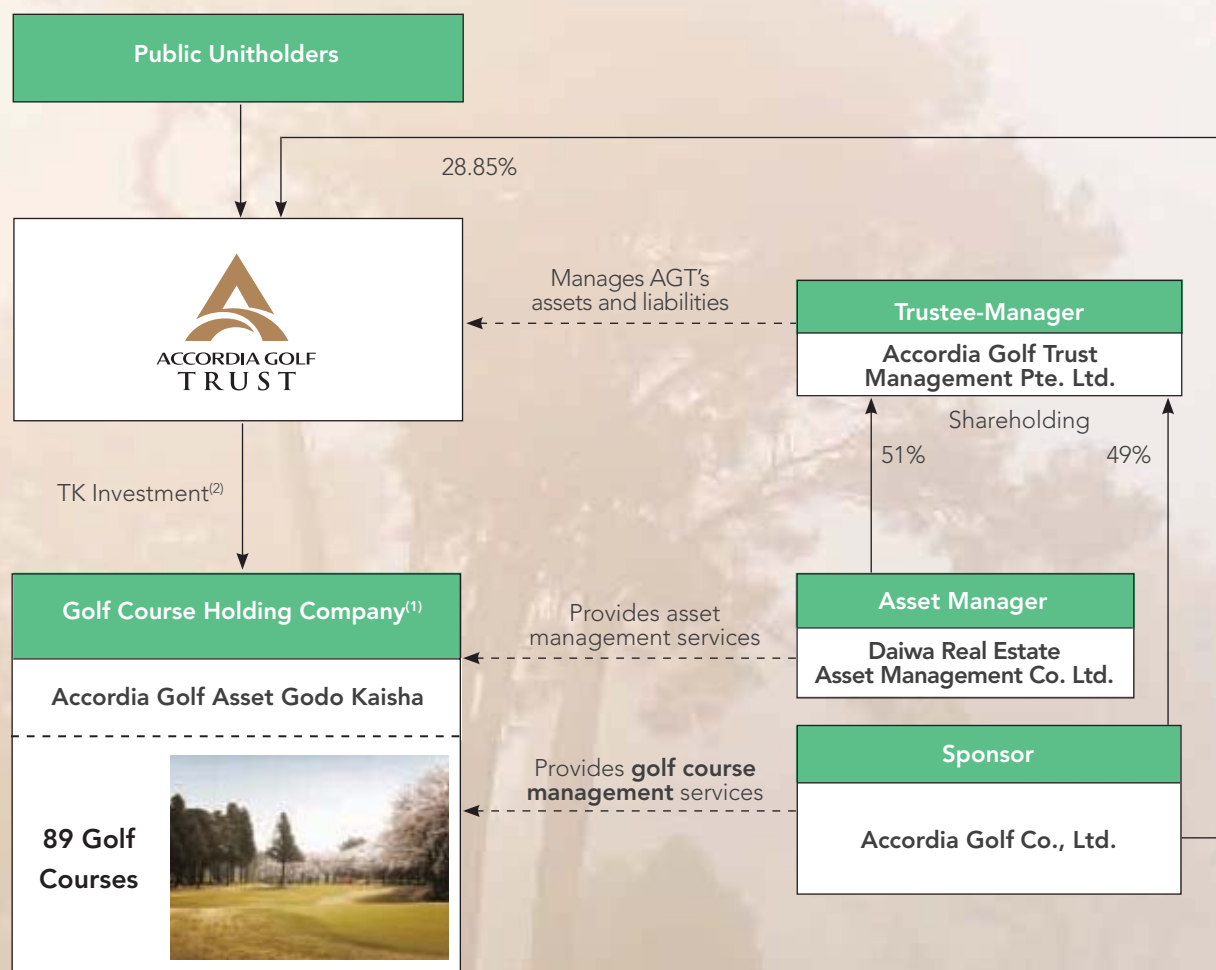 Public Unitholders
28.85%
ACCORDIA GOLF
TRUST
Manages AGT's
assets and liabilities
Trustee-Manager
Accordia Golf Trust
Management Pte. Ltd.
Shareholding
51%
49%
TK Investment(2)
Golf Course Holding Company(1)
Accordia Golf Asset Godo Kaisha
89 Golf
Courses
Provides asset
management services
Asset Manager
Daiwa Real Estate
Asset Management Co. Ltd.
Provides golf course
management services
Sponsor
Accordia Golf Co., Ltd.